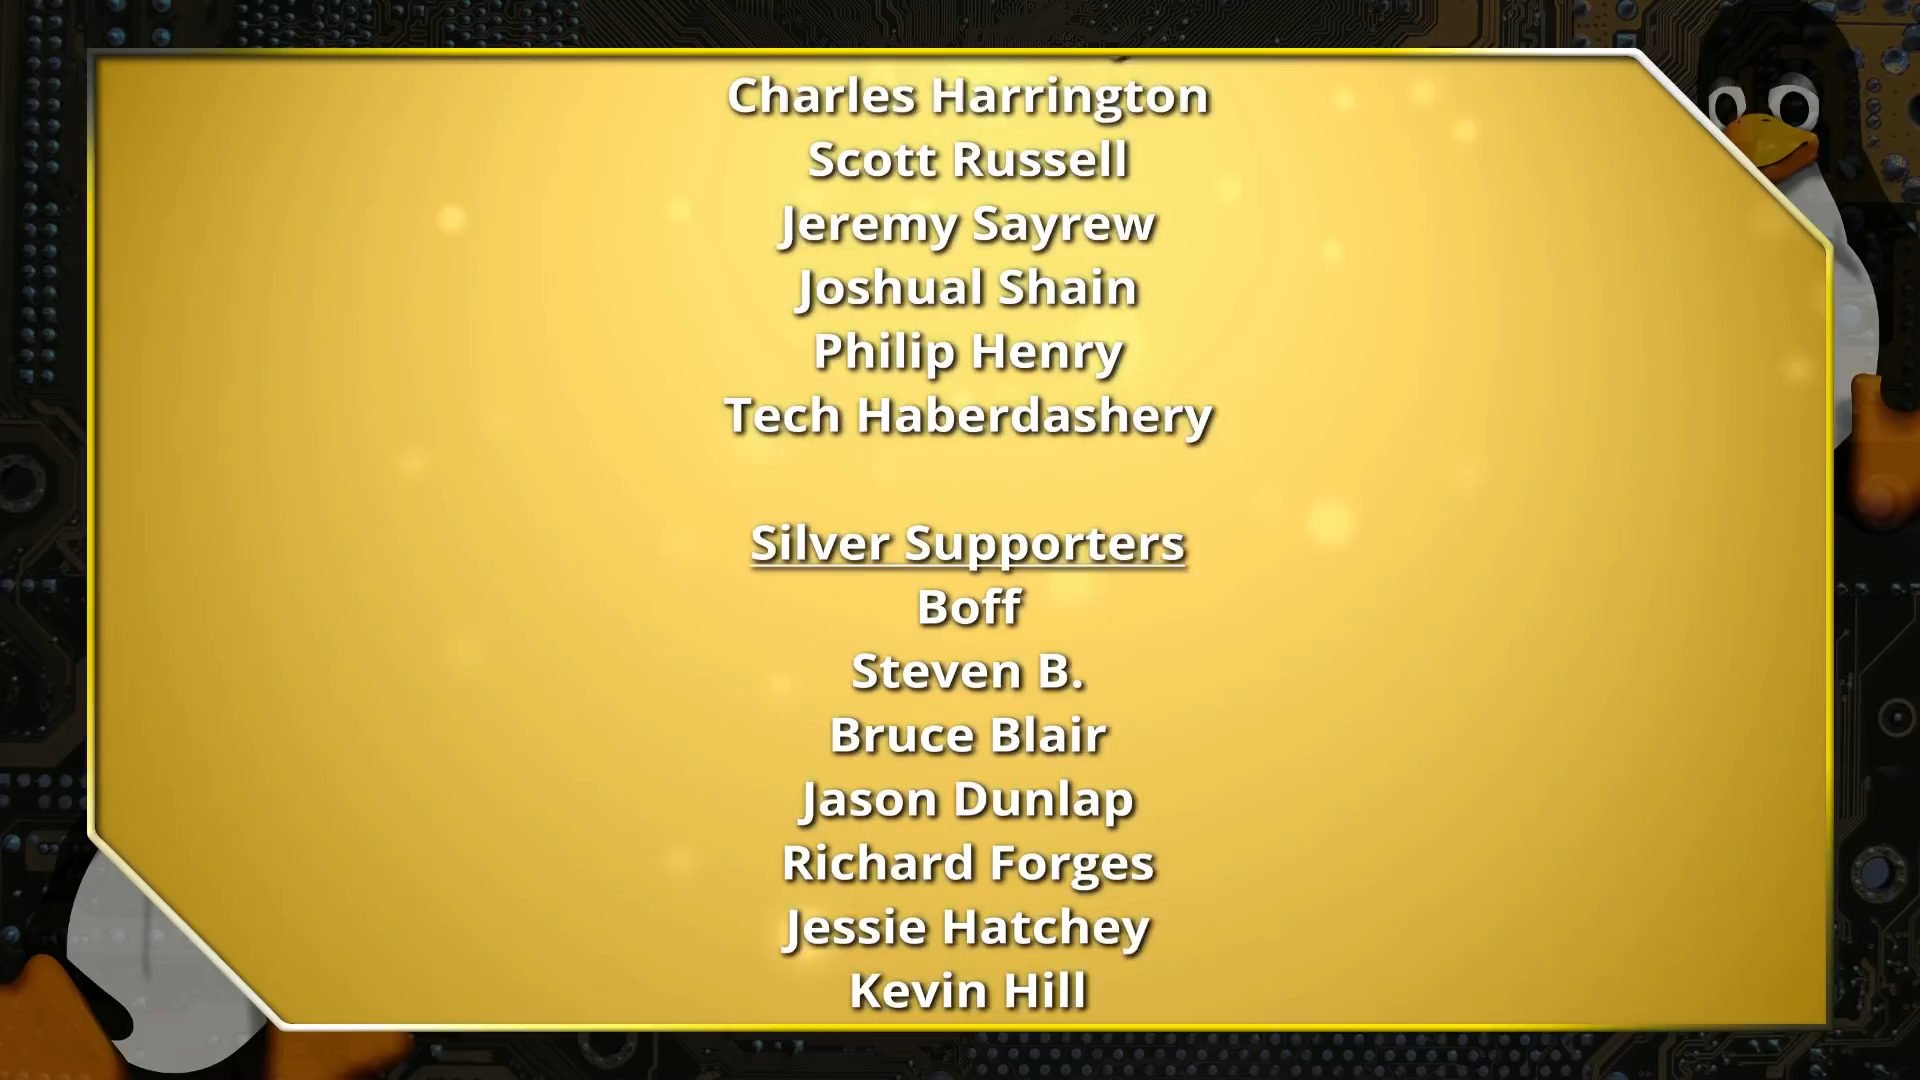 Charles Harrington
Scott Russell
Jeremy Sayrew
Joshual Shain
Philip Henry
Tech Haberdashery
Silver Supporters
Boff
Steven B.
Bruce Blair
Jason Dunlap
Richard Forges
Jessie Hatchey
Kevin Hill